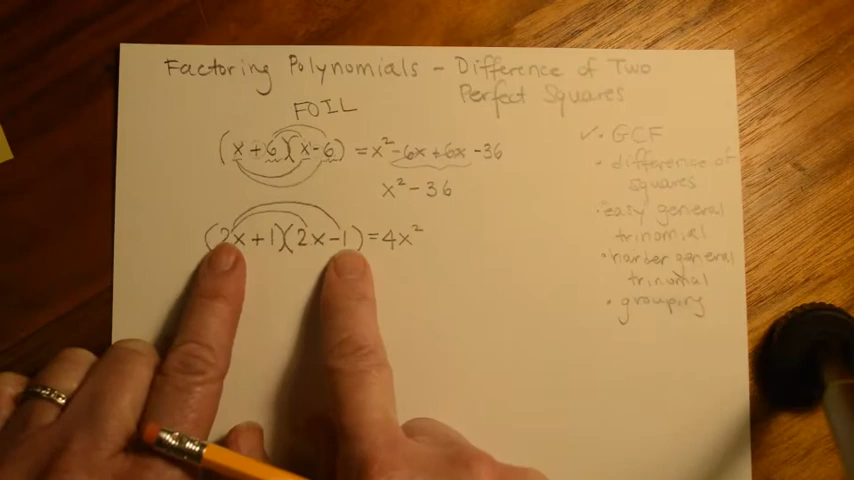 Factoring Polynomials - Difference of Two
Perfect Squares
FOIL
(x+6)(x-6) = x²-6x+6x-36
x²-36
(2x+1)(2x-1)=4x²
✓• GCF
• difference of
squares
• easy general
trinomial
• harder general
trinomial
• grouping